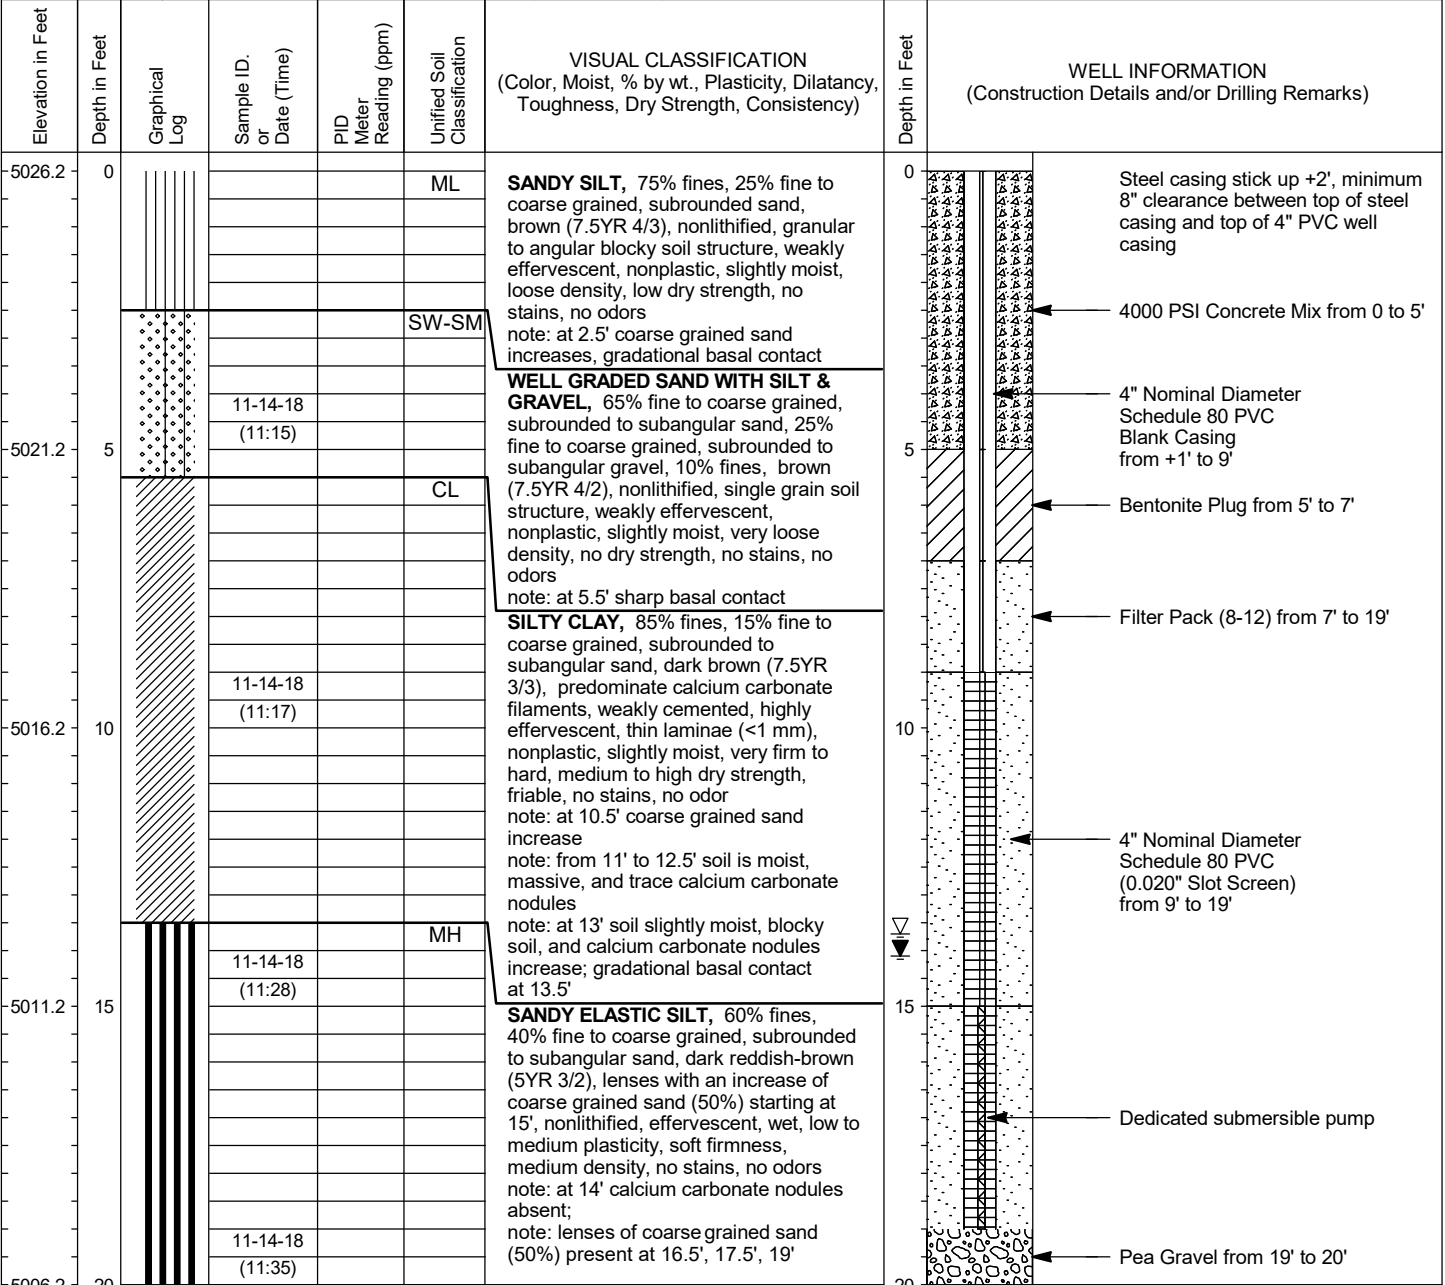 Elevation in Feet
Depth in Feet
Graphical
Log
Sample ID.
or
Date (Time)
PID
Meter
Reading (ppm)
Unified Soil
Classification
VISUAL CLASSIFICATION
(Color, Moist, % by wt., Plasticity, Dilatancy,
Toughness, Dry Strength, Consistency)
Depth in Feet
WELL INFORMATION
(Construction Details and/or Drilling Remarks)
5026.2
0
ML
SANDY SILT, 75% fines, 25% fine to
coarse grained, subrounded sand,
brown (7.5YR 4/3), nonlithified, granular
to angular blocky soil structure, weakly
effervescent, nonplastic, slightly moist,
loose density, low dry strength, no
stains, no odors
note: at 2.5' coarse grained sand
increases, gradational basal contact
SW-SM
WELL GRADED SAND WITH SILT &
GRAVEL, 65% fine to coarse grained,
subrounded to subangular sand, 25%
fine to coarse grained, subrounded to
subangular gravel, 10% fines, brown
(7.5YR 4/2), nonlithified, single grain soil
structure, weakly effervescent,
nonplastic, slightly moist, very loose
density, no dry strength, no stains, no
odors
note: at 5.5' sharp basal contact
11-14-18
(11:15)
5021.2
5
CL
SILTY CLAY, 85% fines, 15% fine to
coarse grained, subrounded to
subangular sand, dark brown (7.5YR
3/3), predominate calcium carbonate
filaments, weakly cemented, highly
effervescent, thin laminae (<1 mm),
nonplastic, slightly moist, very firm to
hard, medium to high dry strength,
friable, no stains, no odor
note: at 10.5' coarse grained sand
increase
note: from 11' to 12.5' soil is moist,
massive, and trace calcium carbonate
nodules
note: at 13' soil slightly moist, blocky
soil, and calcium carbonate nodules
increase; gradational basal contact
at 13.5'
11-14-18
(11:17)
5016.2
10
MH
11-14-18
(11:28)
5011.2
15
SANDY ELASTIC SILT, 60% fines,
40% fine to coarse grained, subrounded
to subangular sand, dark reddish-brown
(5YR 3/2), lenses with an increase of
coarse grained sand (50%) starting at
15', nonlithified, effervescent, wet, low to
medium plasticity, soft firmness,
medium density, no stains, no odors
note: at 14' calcium carbonate nodules
absent;
note: lenses of coarse grained sand
(50%) present at 16.5', 17.5', 19'
11-14-18
(11:35)
5006.2
20
0
Steel casing stick up +2', minimum
8" clearance between top of steel
casing and top of 4" PVC well
casing
4000 PSI Concrete Mix from 0 to 5'
4" Nominal Diameter
Schedule 80 PVC
Blank Casing
from +1' to 9'
5
Bentonite Plug from 5' to 7'
Filter Pack (8-12) from 7' to 19'
10
4" Nominal Diameter
Schedule 80 PVC
(0.020" Slot Screen)
from 9' to 19'
15
Dedicated submersible pump
Pea Gravel from 19' to 20'
20